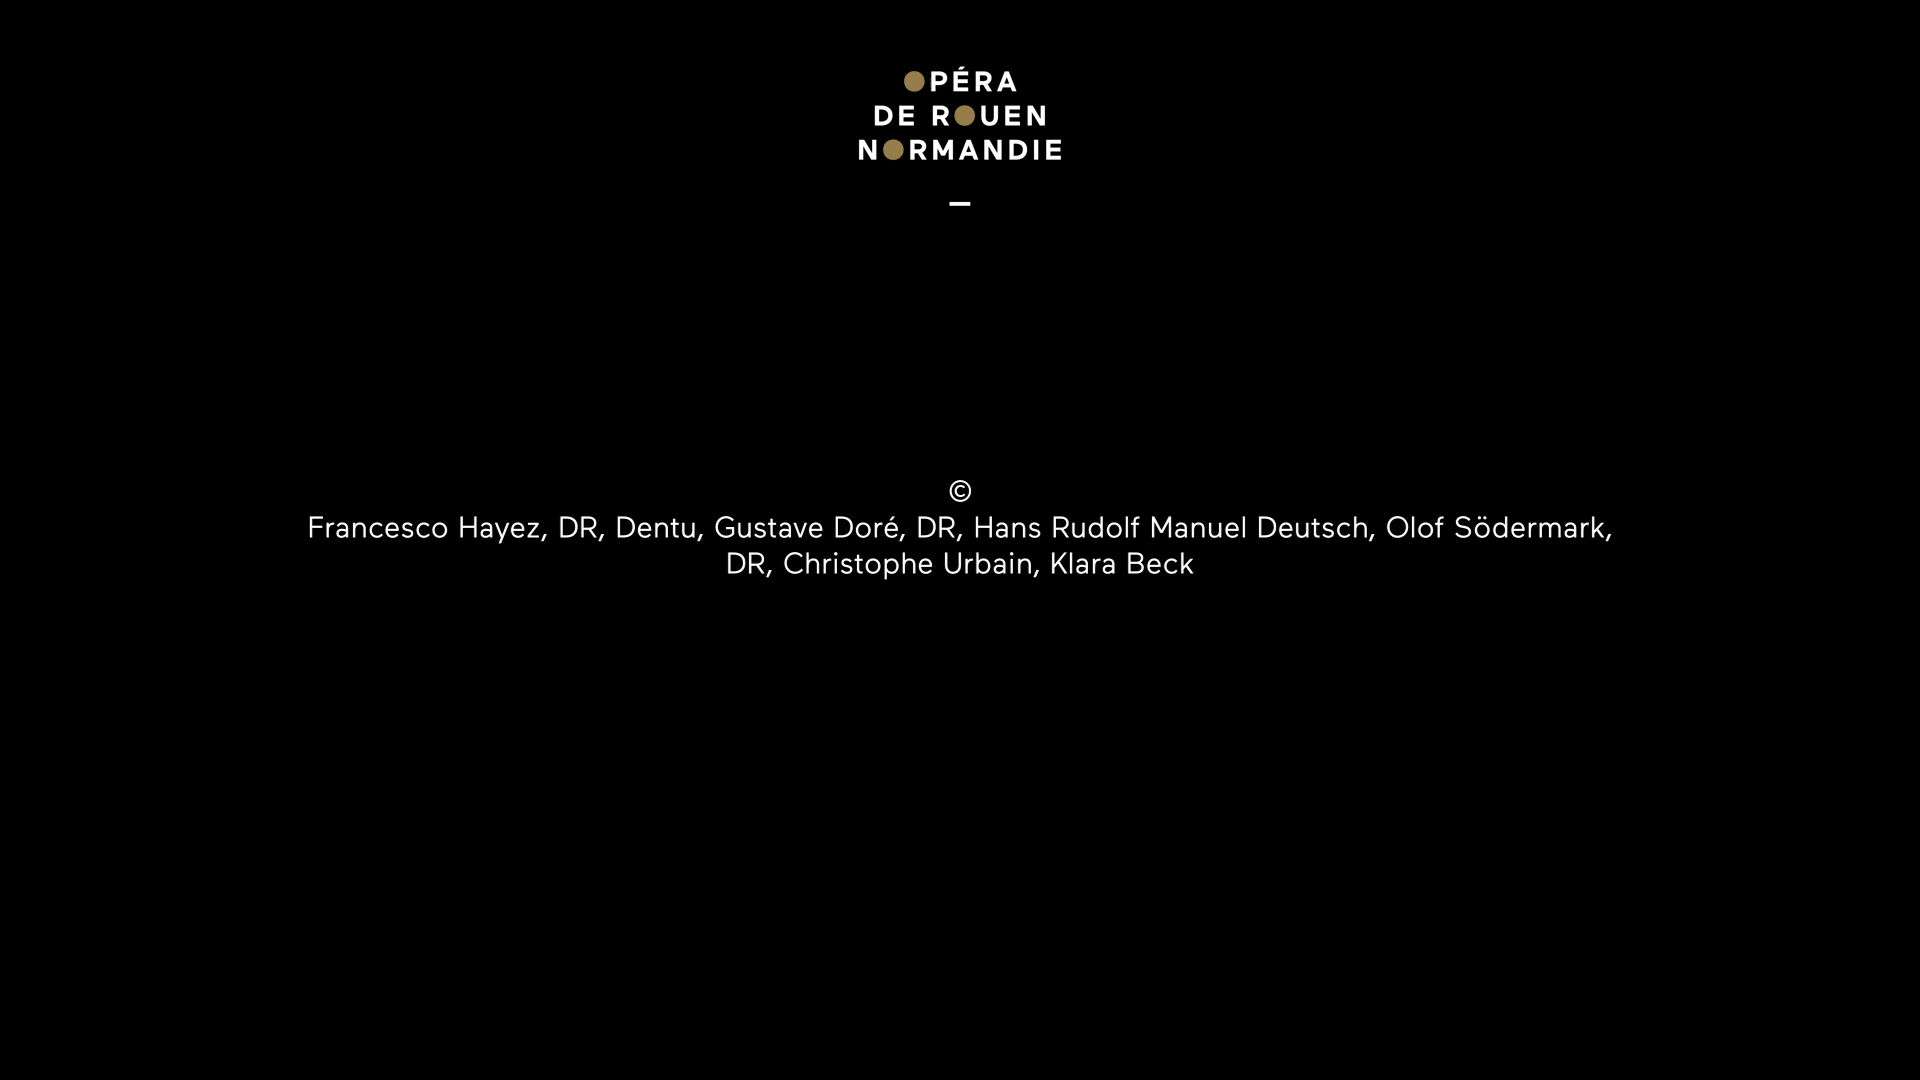 OPÉRA
DE ROUEN
NORMANDIE
©
Francesco Hayez, DR, Dentu, Gustave Doré, DR, Hans Rudolf Manuel Deutsch, Olof Södermark,
DR, Christophe Urbain, Klara Beck